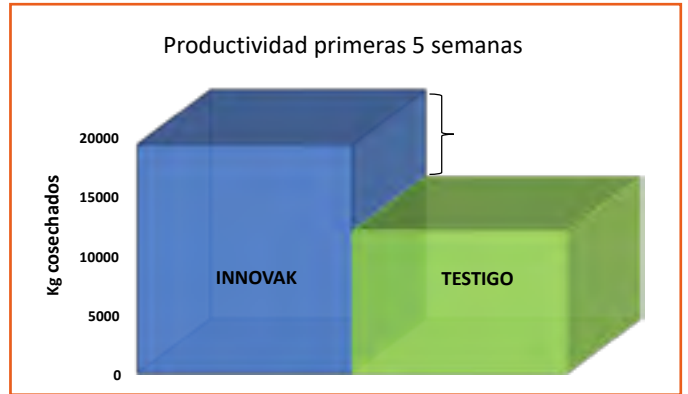 Productividad primeras 5 semanas
Kg cosechados
20000
15000
10000
5000
0
INNOVAK
TESTIGO